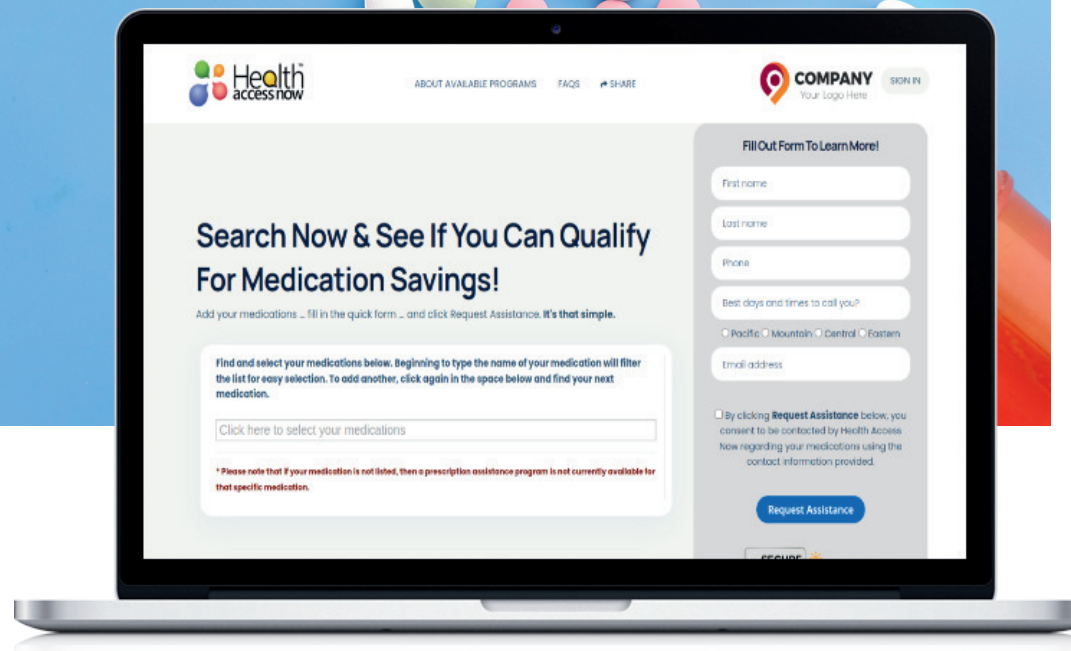 Health
access now
ABOUT AVAILABLE PROGRAMS FAQS SHARE
COMPANY
Your Logo Here
SIGN IN
Search Now & See If You Can Qualify
For Medication Savings!
Add your medications … fill in the quick form … and click Request Assistance. It's that simple.
Find and select your medications below. Beginning to type the name of your medication will filter
the list for easy selection. To add another, click again in the space below and find your next
medication.
Click here to select your medications
* Please note that if your medication is not listed, then a prescription assistance program is not currently available for
that specific medication.
Fill Out Form To Learn More!
First name
Last name
Phone
Best days and times to call you?
Pacific Mountain Central Eastern
Email address
By clicking Request Assistance below, you
consent to be contacted by Health Access
Now regarding your medications using the
contact information provided.
Request Assistance
SECURE